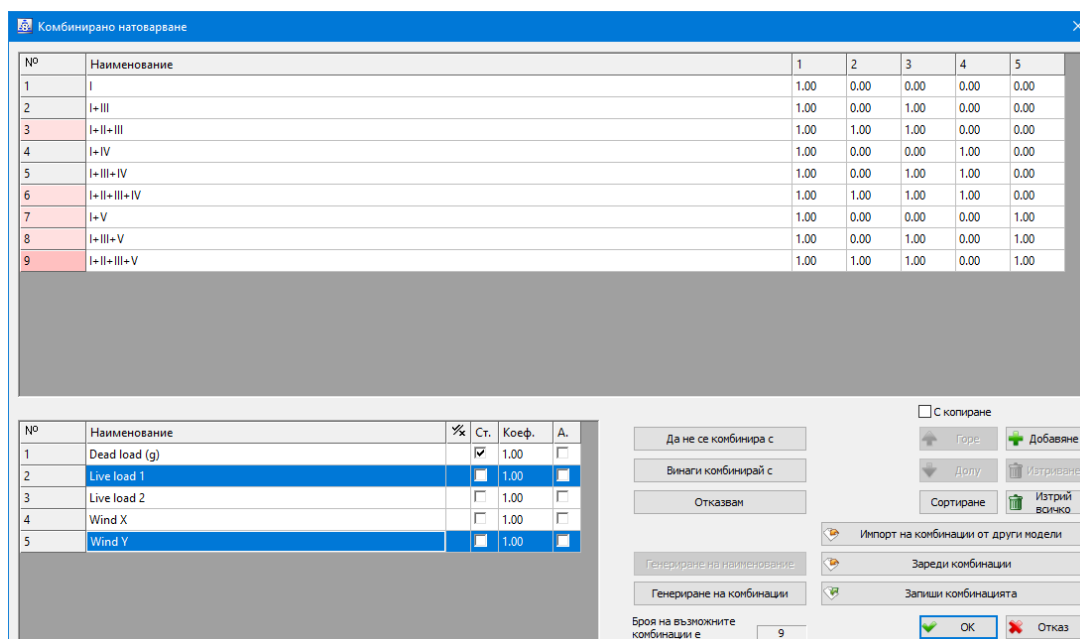 Комбинирано натоварване
Nº Наименование 1 2 3 4 5
1 I 1.00 0.00 0.00 0.00 0.00
2 I+III 1.00 0.00 1.00 0.00 0.00
3 I+II+III 1.00 1.00 1.00 0.00 0.00
4 I+IV 1.00 0.00 0.00 1.00 0.00
5 I+III+IV 1.00 0.00 1.00 1.00 0.00
6 I+II+III+IV 1.00 1.00 1.00 1.00 0.00
7 I+V 1.00 0.00 0.00 0.00 1.00
8 I+III+V 1.00 0.00 1.00 0.00 1.00
9 I+II+III+V 1.00 1.00 1.00 0.00 1.00
Nº Наименование Ст. Коеф. А.
1 Dead load (g) 1.00
2 Live load 1 1.00
3 Live load 2 1.00
4 Wind X 1.00
5 Wind Y 1.00
С копиране
Да не се комбинира с
Горе
Добавяне
Винаги комбинирай с
Долу
Изтриване
Отказвам
Сортиране
Изтрий
всичко
Импорт на комбинации от други модели
Генериране на наименование
Зареди комбинации
Генериране на комбинации
Запиши комбинацията
Броя на възможните
комбинации е 9
OK
Отказ